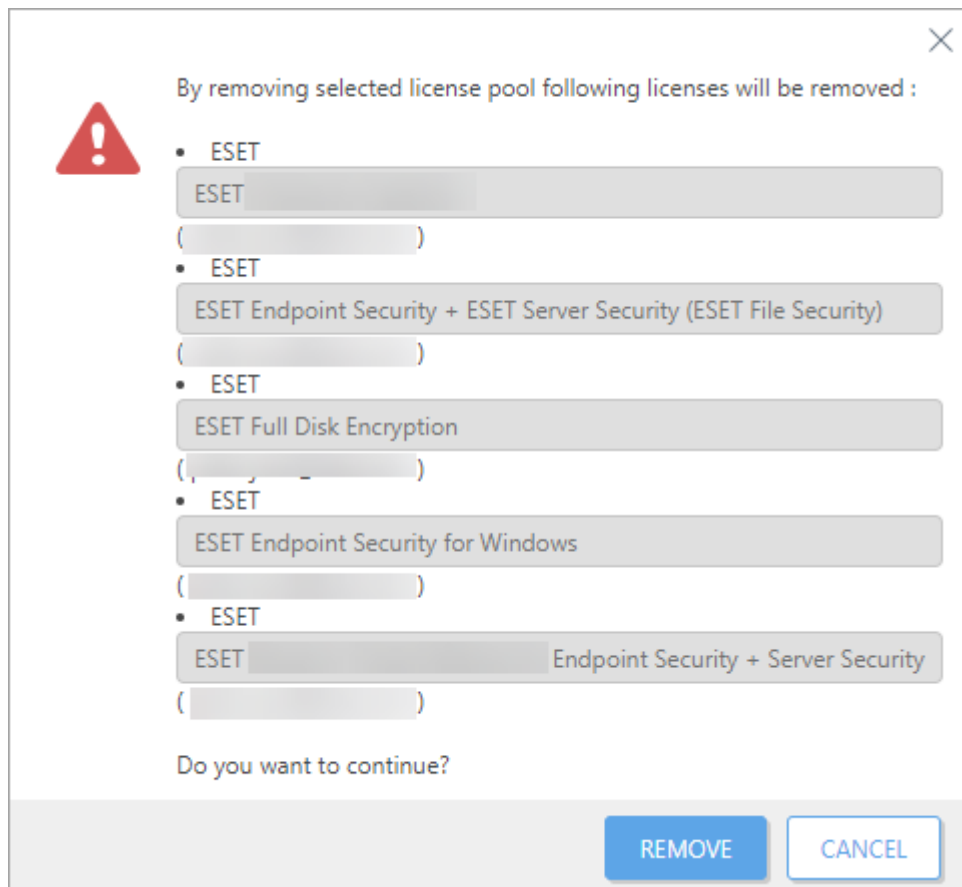 By removing selected license pool following licenses will be removed :
• ESET
ESET
( )
• ESET
ESET Endpoint Security + ESET Server Security (ESET File Security)
( )
• ESET
ESET Full Disk Encryption
( )
• ESET
ESET Endpoint Security for Windows
( )
• ESET
ESET Endpoint Security + Server Security
( )
Do you want to continue?
REMOVE CANCEL